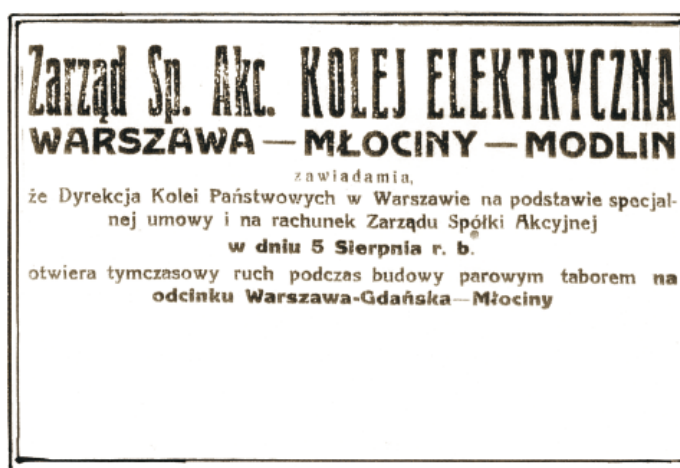 Zarząd Sp. Akc. KOLEJ ELEKTRYCZNA
WARSZAWA — MŁOCINY — MODLIN
zawiadamia,
że Dyrekcja Kolei Państwowych w Warszawie na podstawie specjal-
nej umowy i na rachunek Zarządu Spółki Akcyjnej
w dniu 5 Sierpnia r. b.
otwiera tymczasowy ruch podczas budowy parowym taborem na
odcinku Warszawa-Gdańska—Młociny